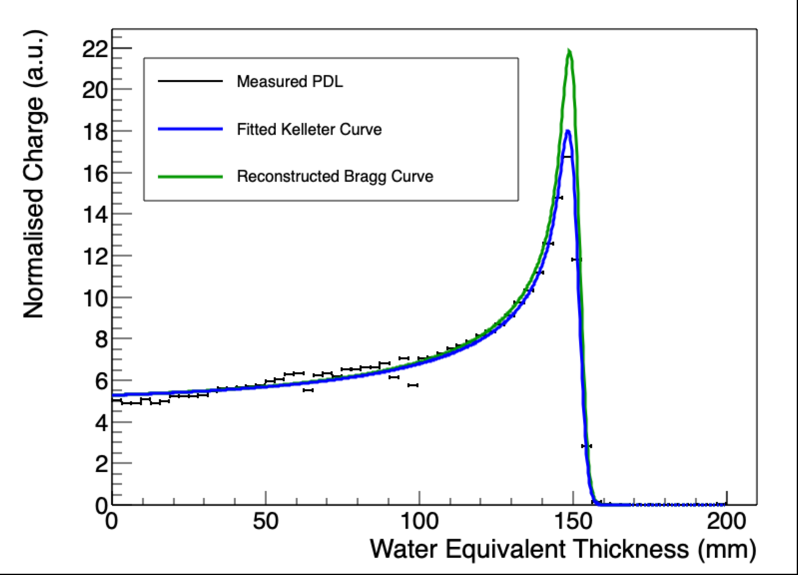 Normalised Charge (a.u.)
22
20
18
16
14
12
10
8
6
4
2
0
Measured PDL
Fitted Kelleter Curve
Reconstructed Bragg Curve
0 50 100 150 200
Water Equivalent Thickness (mm)